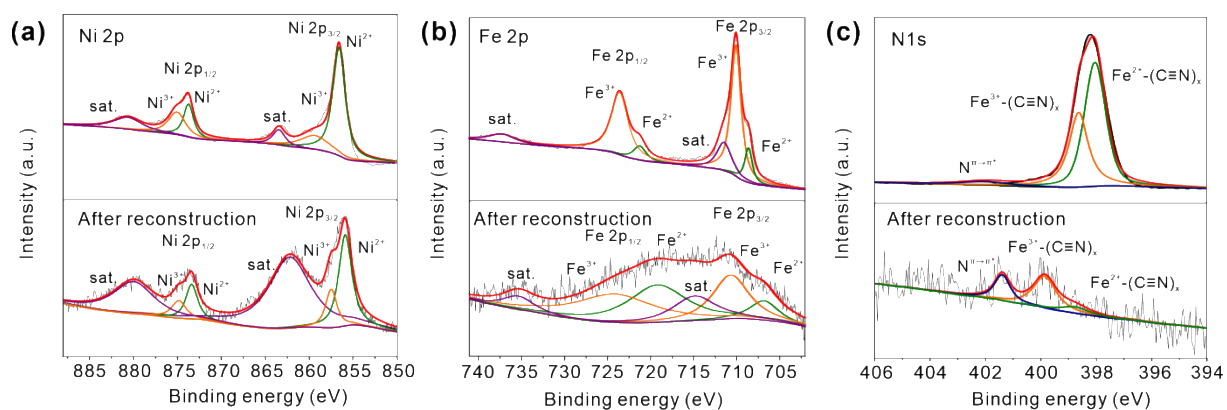 (a)
Ni 2p
Ni 2p3/2
Ni²⁺
Ni 2p1/2
Ni³⁺
Ni²⁺
sat.
sat.
Ni³⁺
After reconstruction
Ni 2p3/2
Ni 2p1/2
sat.
Ni³⁺
Ni²⁺
sat.
Ni³⁺
Ni²⁺
Intensity (a.u.)
885 880 875 870 865 860 855 850
Binding energy (eV)
(b)
Fe 2p
Fe 2p3/2
Fe 2p1/2
Fe³⁺
Fe³⁺
Fe²⁺
sat.
Fe²⁺
After reconstruction
Fe 2p3/2
Fe 2p1/2
Fe²⁺
Fe³⁺
Fe³⁺
Fe²⁺
sat.
sat.
Intensity (a.u.)
740 735 730 725 720 715 710 705
Binding energy (eV)
(c)
N1s
Fe²⁺-(C≡N)ₓ
Fe³⁺-(C≡N)ₓ
N π→π*
After reconstruction
Fe³⁺-(C≡N)ₓ
N π→π*
Fe²⁺-(C≡N)ₓ
Intensity (a.u.)
406 404 402 400 398 396 394
Binding energy (eV)